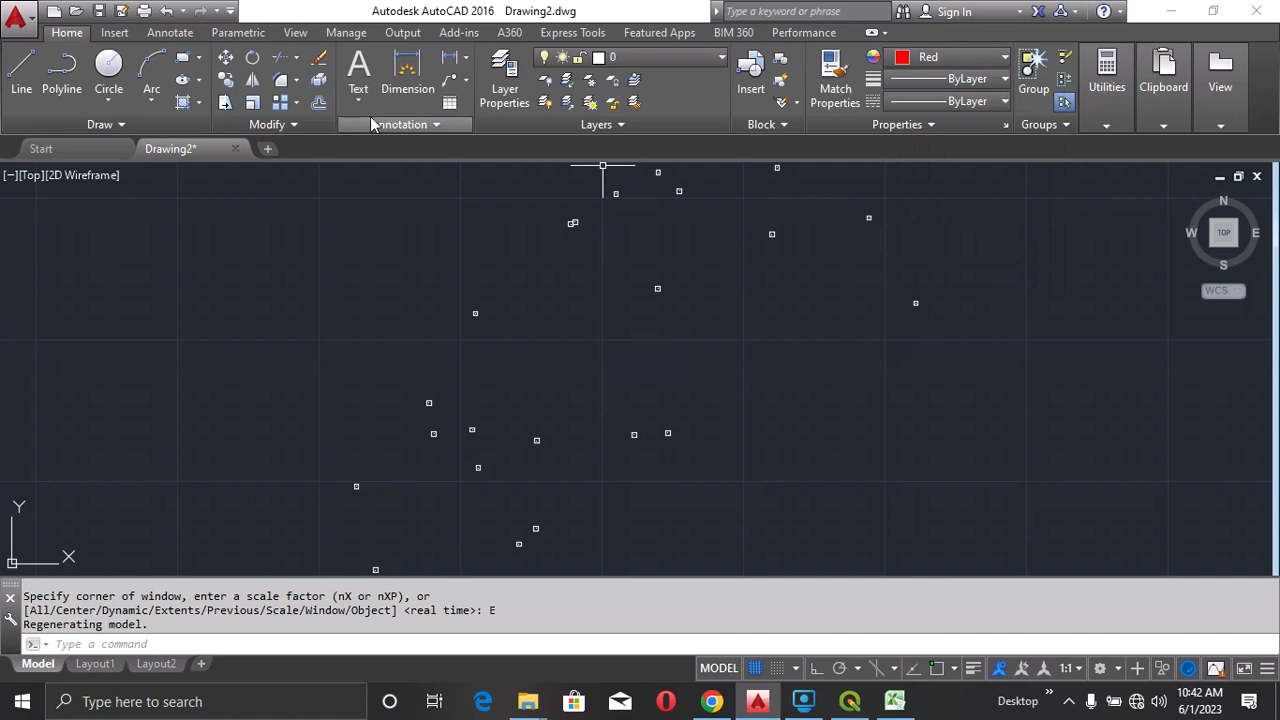 Autodesk AutoCAD 2016 Drawing2.dwg
Type a keyword or phrase
Sign In
Home Insert Annotate Parametric View Manage Output Add-ins A360 Express Tools Featured Apps BIM 360 Performance
Line Polyline Circle Arc
Text Dimension
Layer Properties
0
Insert
Match Properties
Red
ByLayer
ByLayer
Group
Utilities
Clipboard
View
Draw Modify Annotation Layers Block Properties Groups
Start Drawing2*
[−][Top][2D Wireframe]
N
W TOP E
S
WCS
Y
X
Specify corner of window, enter a scale factor (nX or nXP), or
[All/Center/Dynamic/Extents/Previous/Scale/Window/Object] <real time>: E
Regenerating model.
Type a command
Model Layout1 Layout2
MODEL 1:1
Type here to search
Desktop
10:42 AM
6/1/2023